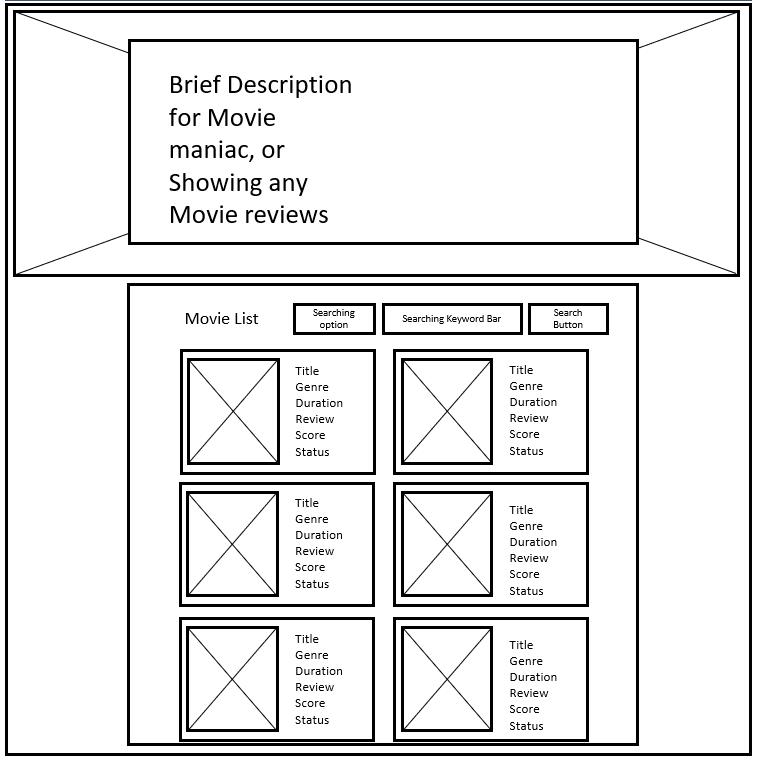 Brief Description
for Movie
maniac, or
Showing any
Movie reviews
Movie List
Searching
option
Searching Keyword Bar
Search
Button
Title
Genre
Duration
Review
Score
Status
Title
Genre
Duration
Review
Score
Status
Title
Genre
Duration
Review
Score
Status
Title
Genre
Duration
Review
Score
Status
Title
Genre
Duration
Review
Score
Status
Title
Genre
Duration
Review
Score
Status